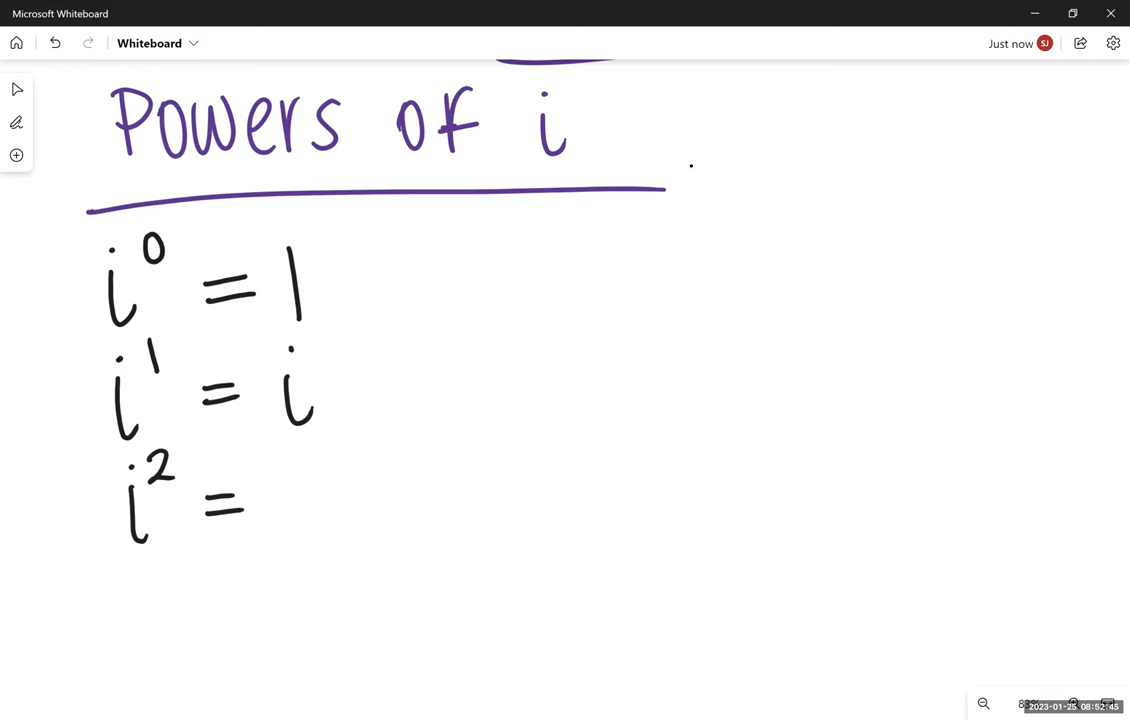 Microsoft Whiteboard
Whiteboard
Just now SJ
Powers of i
i⁰ = 1
i¹ = i
i² =
2023-01-25 08:52:45